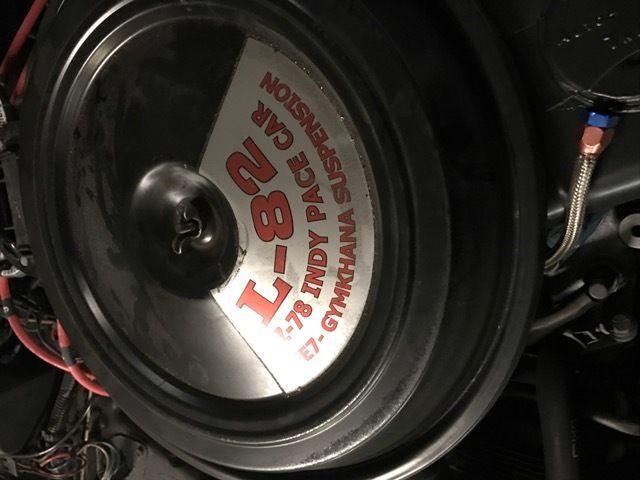 L-82
Z-78 INDY PACE CAR
FE7-GYMKHANA SUSPENSION